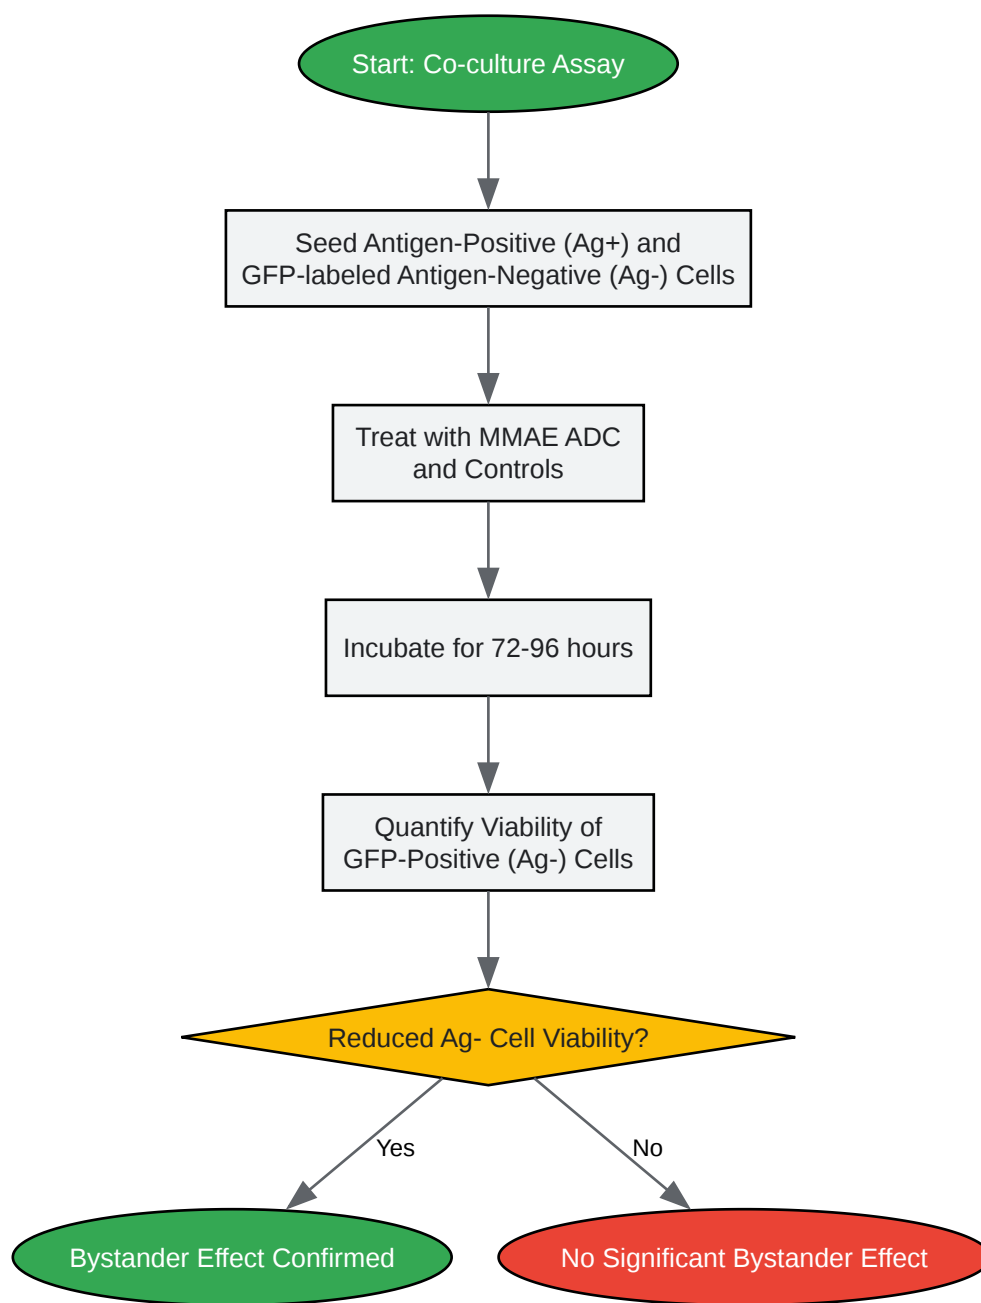 Start: Co-culture Assay
Seed Antigen-Positive (Ag+) and
GFP-labeled Antigen-Negative (Ag-) Cells
Treat with MMAE ADC
and Controls
Incubate for 72-96 hours
Quantify Viability of
GFP-Positive (Ag-) Cells
Reduced Ag- Cell Viability?
Yes
No
Bystander Effect Confirmed
No Significant Bystander Effect